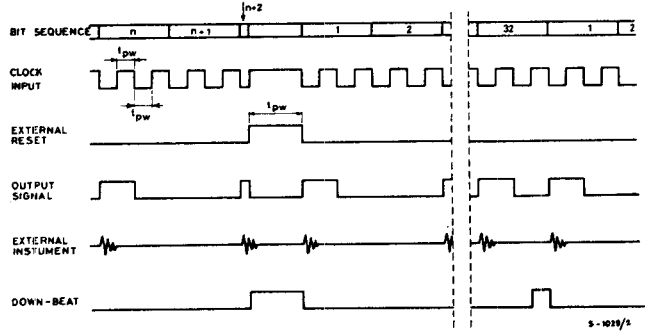 n+2
BIT SEQUENCE n n+1 1 2 32 1 2
tpw
CLOCK
INPUT
tpw
tpw
EXTERNAL
RESET
OUTPUT
SIGNAL
EXTERNAL
INSTUMENT
DOWN-BEAT
S-1029/2